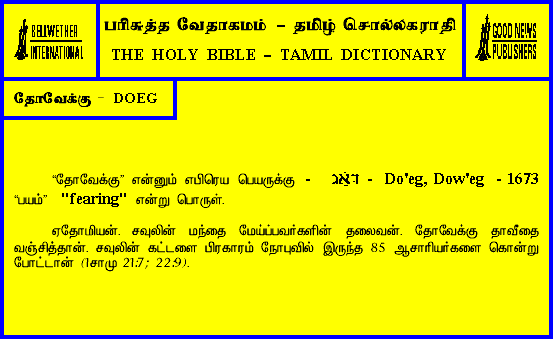 BELLWETHER
INTERNATIONAL
பரிசுத்த வேதாகமம் – தமிழ் சொல்லகராதி
THE HOLY BIBLE – TAMIL DICTIONARY
GOOD NEWS
PUBLISHERS
தோவேக்கு – DOEG
“தோவேக்கு” என்னும் எபிரெய பெயருக்கு - דֹּאֵג - Do'eg, Dow'eg - 1673
“பயம்” "fearing" என்று பொருள்.
ஏதோமியன். சவுலின் மந்தை மேய்ப்பவர்களின் தலைவன். தோவேக்கு தாவீதை
வஞ்சித்தான். சவுலின் கட்டளை பிரகாரம் நோபுவில் இருந்த 85 ஆசாரியர்களை கொன்று
போட்டான் (1சாமு 21:7; 22:9).